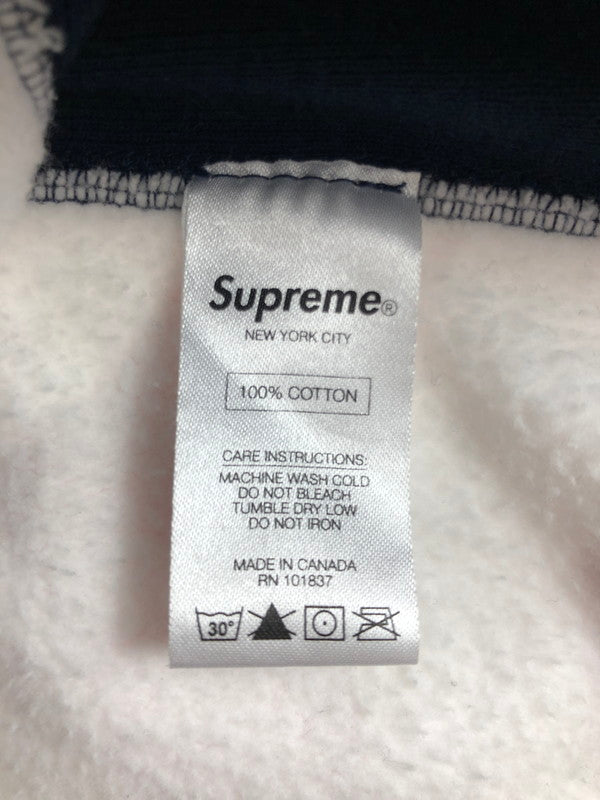 Supreme®
NEW YORK CITY
100% COTTON
CARE INSTRUCTIONS:
MACHINE WASH COLD
DO NOT BLEACH
TUMBLE DRY LOW
DO NOT IRON
MADE IN CANADA
RN 101837
30°